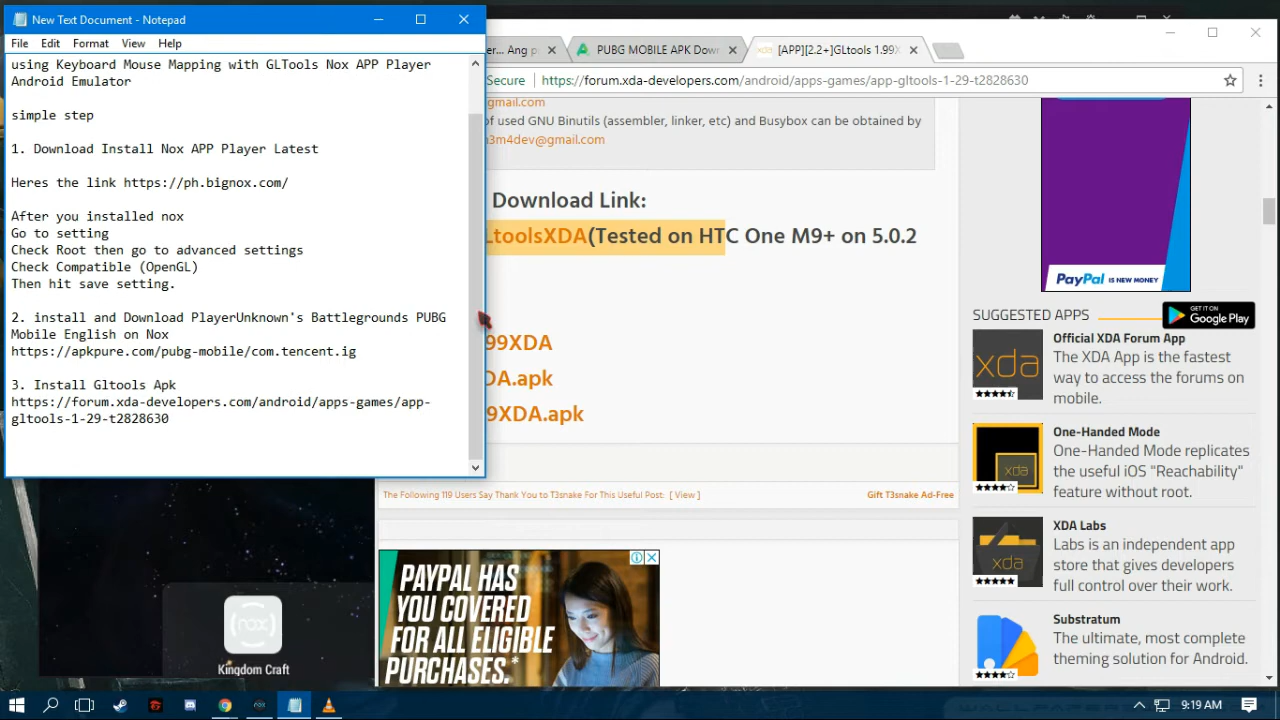 New Text Document - Notepad
File Edit Format View Help
using Keyboard Mouse Mapping with GLTools Nox APP Player
Android Emulator
simple step
1. Download Install Nox APP Player Latest
Heres the link https://ph.bignox.com/
After you installed nox
Go to setting
Check Root then go to advanced settings
Check Compatible (OpenGL)
Then hit save setting.
2. install and Download PlayerUnknown's Battlegrounds PUBG
Mobile English on Nox
https://apkpure.com/pubg-mobile/com.tencent.ig
3. Install Gltools Apk
https://forum.xda-developers.com/android/apps-games/app-
gltools-1-29-t2828630
er... Ang p
PUBG MOBILE APK Dow
[APP][2.2+]GLtools 1.99X
Secure https://forum.xda-developers.com/android/apps-games/app-gltools-1-29-t2828630
gmail.com
of used GNU Binutils (assembler, linker, etc) and Busybox can be obtained by
n3m4dev@gmail.com
Download Link:
LtoolsXDA(Tested on HTC One M9+ on 5.0.2
99XDA
DA.apk
9XDA.apk
The Following 119 Users Say Thank You to T3snake For This Useful Post: [ View ]
Gift T3snake Ad-Free
PAYPAL HAS
YOU COVERED
FOR ALL ELIGIBLE
PURCHASES.*
PayPal IS NEW MONEY
SUGGESTED APPS
GET IT ON
Google Play
Official XDA Forum App
The XDA App is the fastest
way to access the forums on
mobile.
xda
One-Handed Mode
One-Handed Mode replicates
the useful iOS "Reachability"
feature without root.
xda
XDA Labs
Labs is an independent app
store that gives developers
full control over their work.
xda
Substratum
The ultimate, most complete
theming solution for Android.
nox
Kingdom Craft
9:19 AM